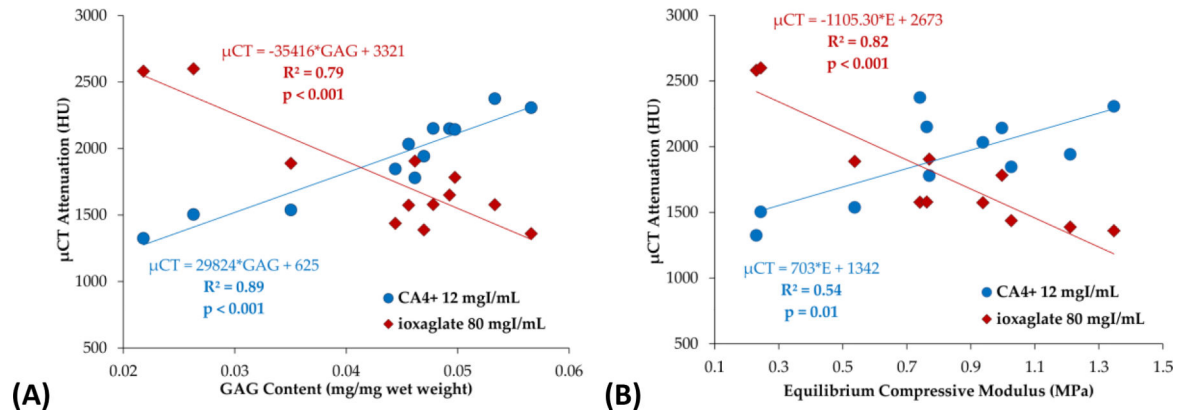 3000
2500
2000
1500
1000
500
0.02
0.03
0.04
0.05
0.06
µCT Attenuation (HU)
GAG Content (mg/mg wet weight)
µCT = -35416*GAG + 3321
R² = 0.79
p < 0.001
µCT = 29824*GAG + 625
R² = 0.89
p < 0.001
CA4+ 12 mgI/mL
ioxaglate 80 mgI/mL
(A)
3000
2500
2000
1500
1000
500
0.1
0.3
0.5
0.7
0.9
1.1
1.3
1.5
µCT Attenuation (HU)
Equilibrium Compressive Modulus (MPa)
µCT = -1105.30*E + 2673
R² = 0.82
p < 0.001
µCT = 703*E + 1342
R² = 0.54
p = 0.01
CA4+ 12 mgI/mL
ioxaglate 80 mgI/mL
(B)